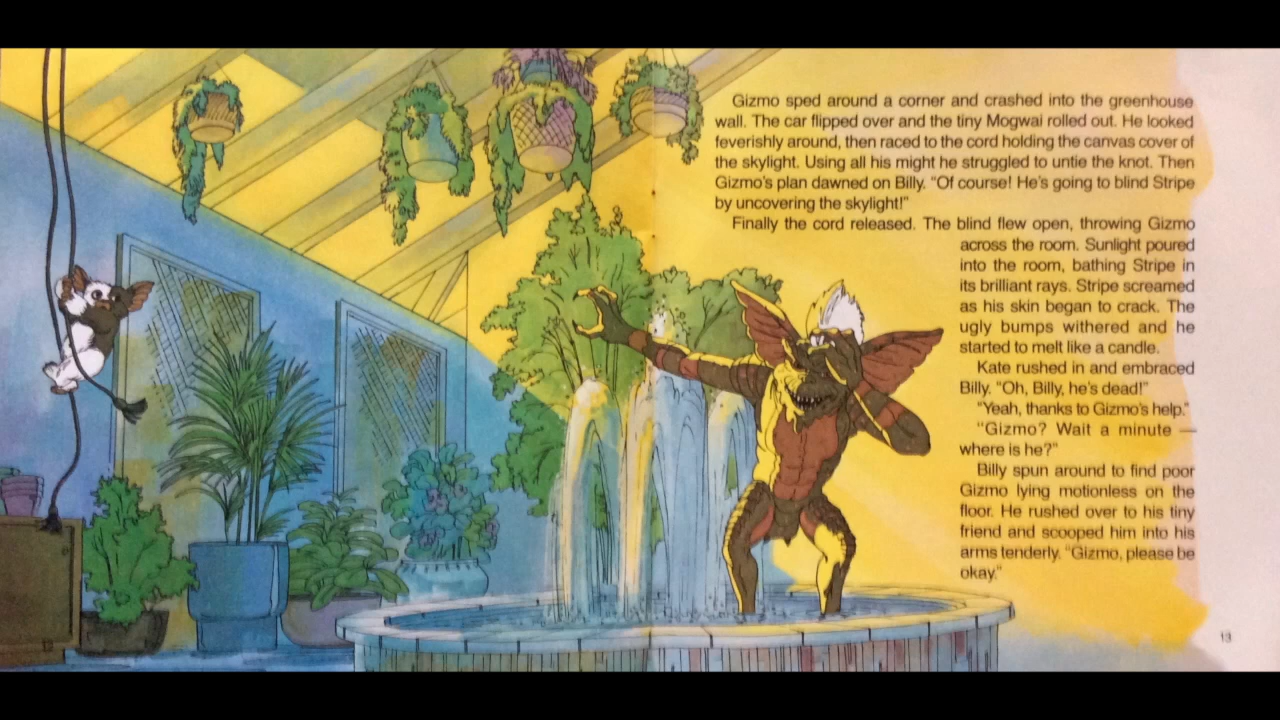 Gizmo sped around a corner and crashed into the greenhouse
wall. The car flipped over and the tiny Mogwai rolled out. He looked
feverishly around, then raced to the cord holding the canvas cover of
the skylight. Using all his might he struggled to untie the knot. Then
Gizmo's plan dawned on Billy. “Of course! He's going to blind Stripe
by uncovering the skylight!”
Finally the cord released. The blind flew open, throwing Gizmo
across the room. Sunlight poured
into the room, bathing Stripe in
its brilliant rays. Stripe screamed
as his skin began to crack. The
ugly bumps withered and he
started to melt like a candle.
Kate rushed in and embraced
Billy. “Oh, Billy, he's dead!”
“Yeah, thanks to Gizmo's help.”
“Gizmo? Wait a minute —
where is he?”
Billy spun around to find poor
Gizmo lying motionless on the
floor. He rushed over to his tiny
friend and scooped him into his
arms tenderly. “Gizmo, please be
okay.”
13